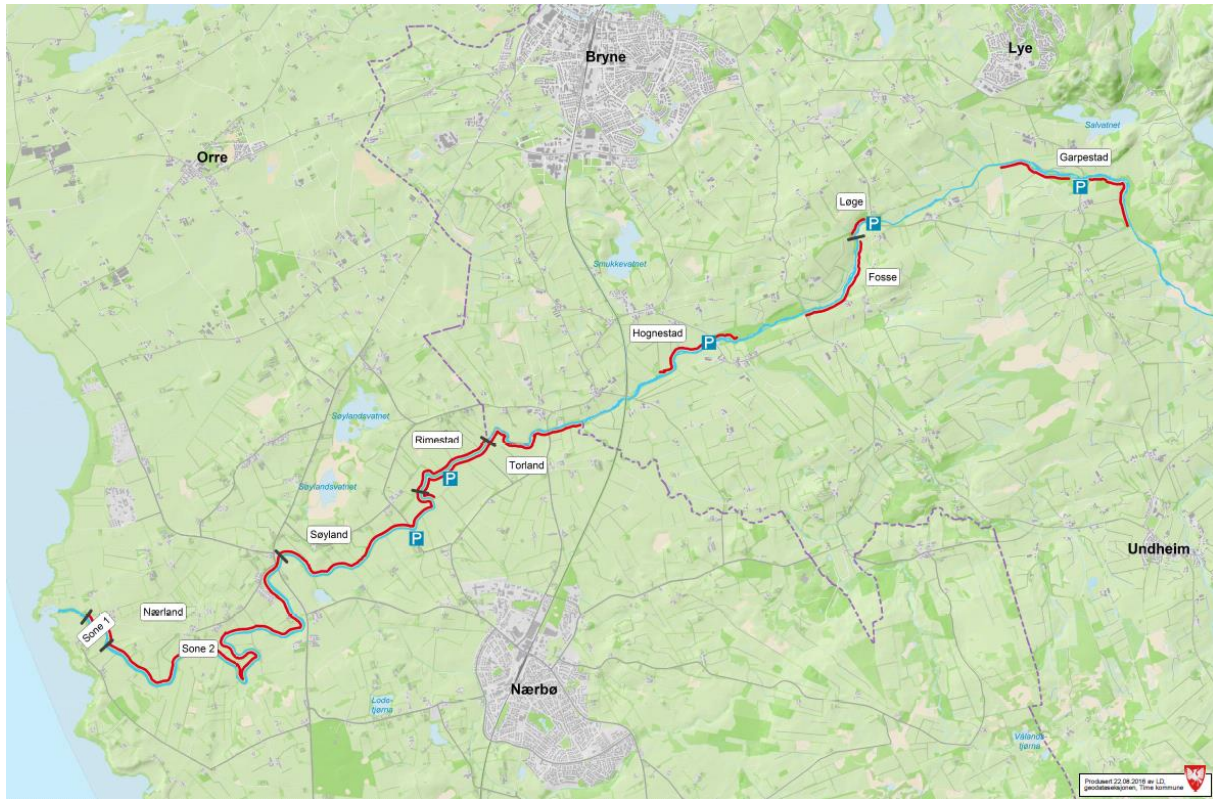 Bryne
Lye
Salvatnet
Orre
Garpestad
P
Løge
P
Smukkevatnet
Fosse
Hognestad
P
Søylandsvatnet
Rimestad
Torland
P
Søylandsvatnet
Søyland
P
Undheim
Nærland
Sone 1
Sone 2
Nærbø
Lode-
tjørna
Vålands
tjørna
Produsert 22.08.2016 av LD,
geodataseksjonen, Time kommune